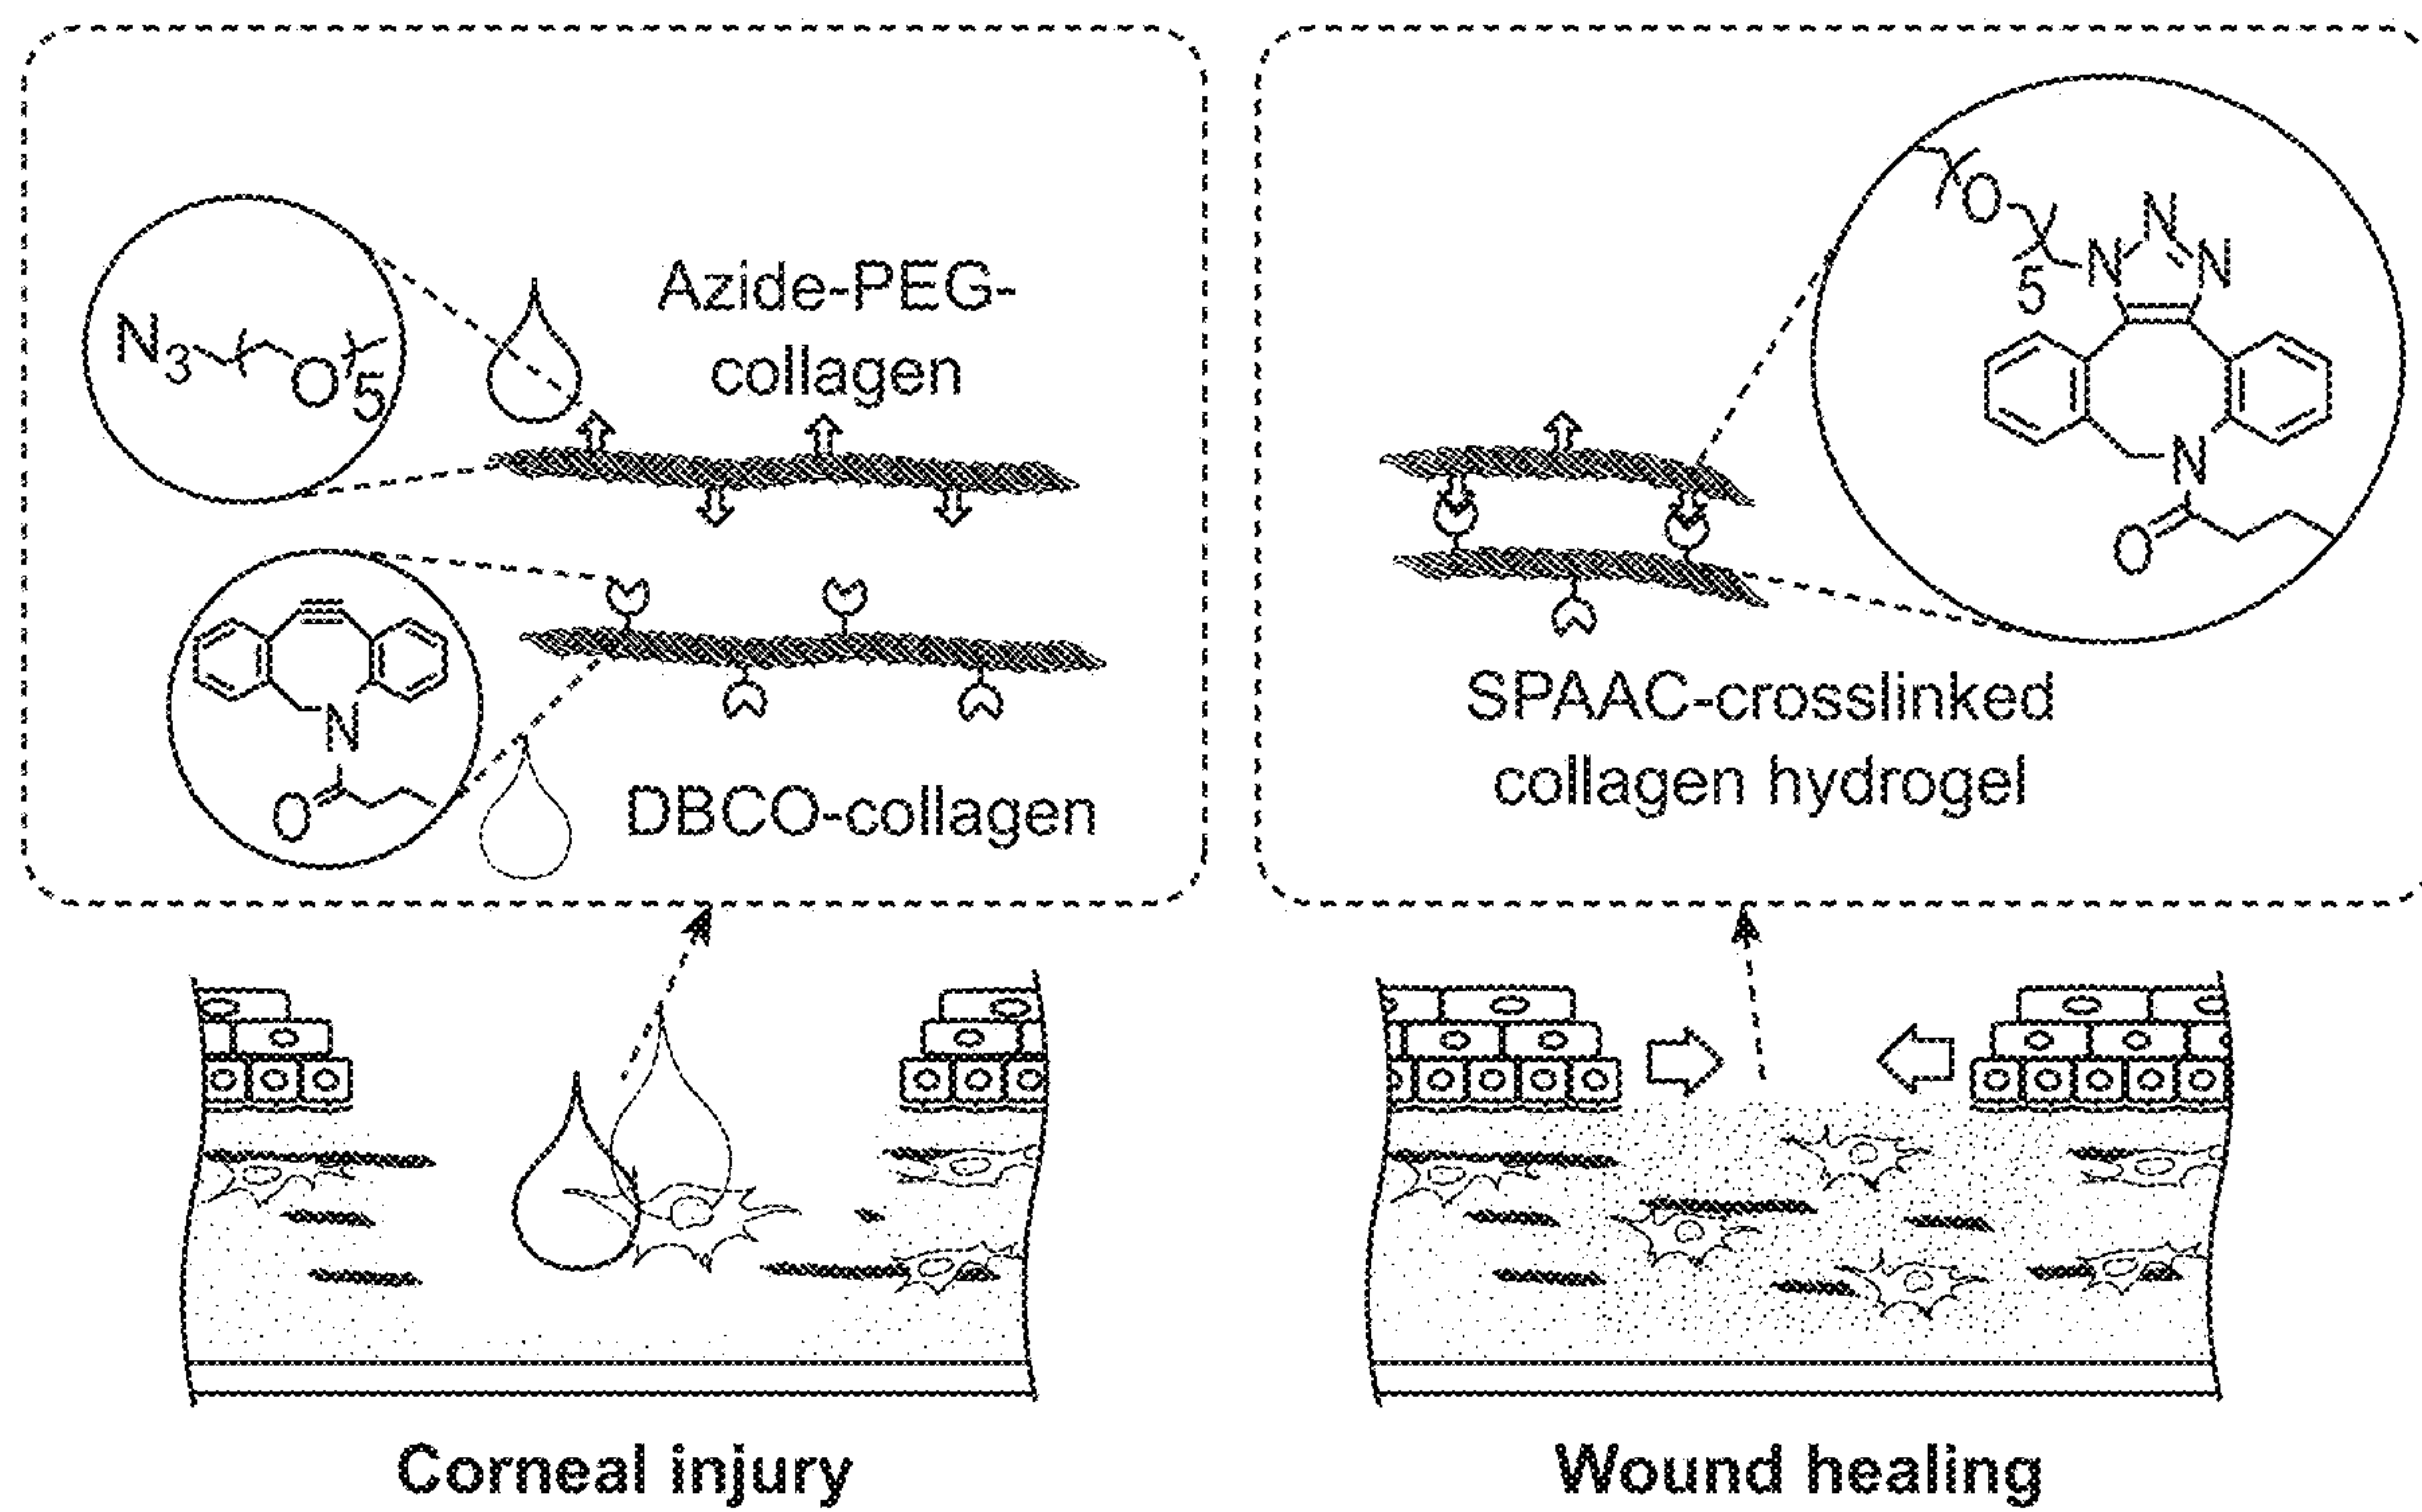 Azide-PEG-
collagen
N3
O
5
N
O
DBCO-collagen
O
5
N
N
N
N
O
SPAAC-crosslinked
collagen hydrogel
Corneal injury
Wound healing